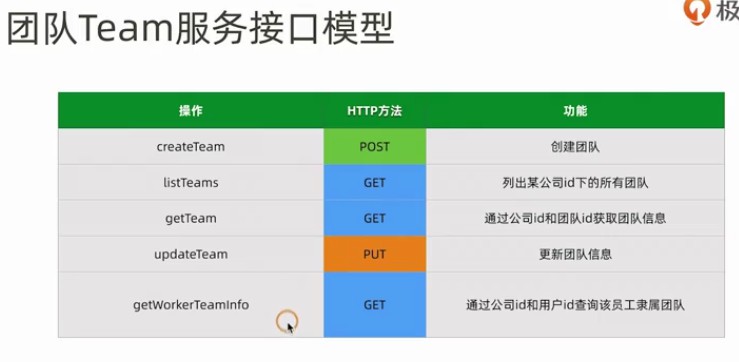 团队Team服务接口模型
极
操作 HTTP方法 功能
createTeam POST 创建团队
listTeams GET 列出某公司id下的所有团队
getTeam GET 通过公司id和团队id获取团队信息
updateTeam PUT 更新团队信息
getWorkerTeamInfo GET 通过公司id和用户id查询该员工隶属团队